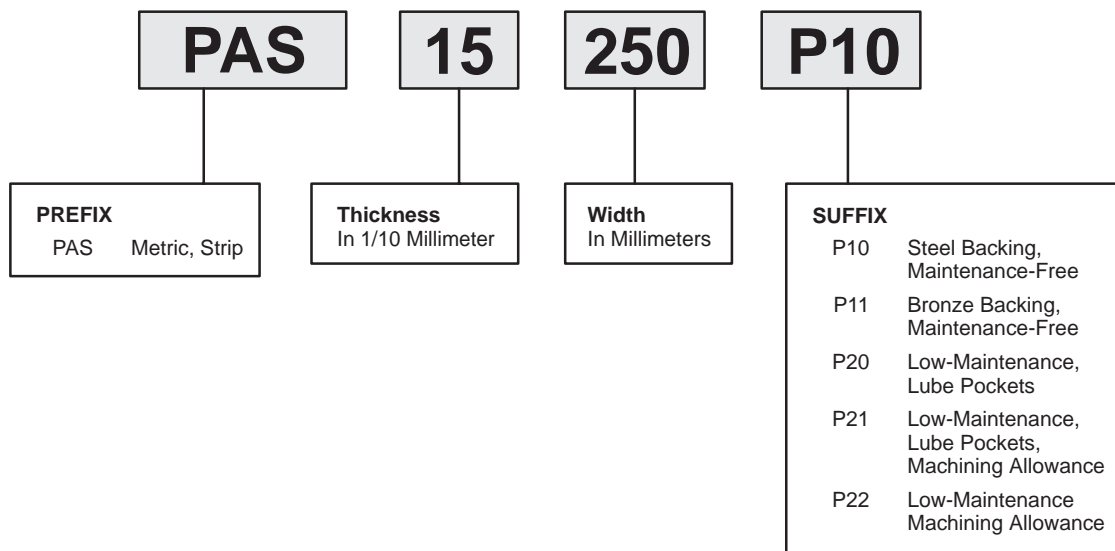 PAS 15 250 P10
PREFIX
PAS Metric, Strip
Thickness
In 1/10 Millimeter
Width
In Millimeters
SUFFIX
P10 Steel Backing,
Maintenance-Free
P11 Bronze Backing,
Maintenance-Free
P20 Low-Maintenance,
Lube Pockets
P21 Low-Maintenance,
Lube Pockets,
Machining Allowance
P22 Low-Maintenance
Machining Allowance